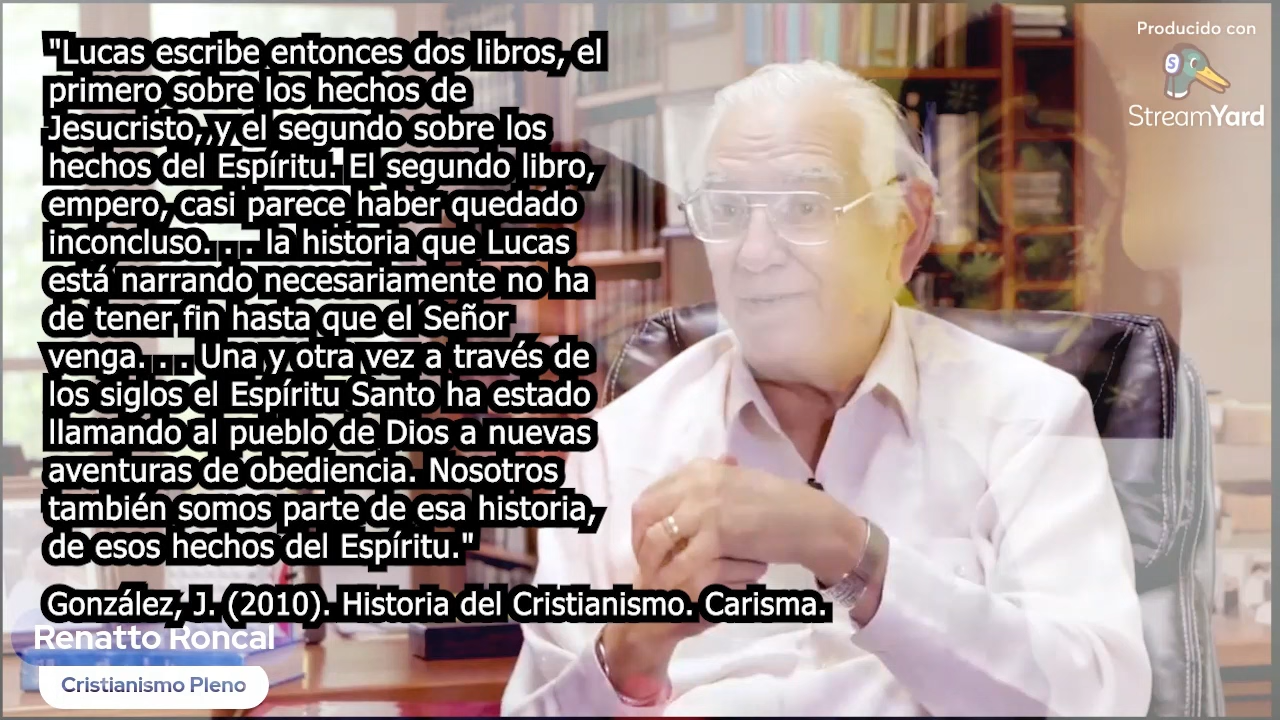 "Lucas escribe entonces dos libros, el
primero sobre los hechos de
Jesucristo, y el segundo sobre los
hechos del Espíritu. El segundo libro,
empero, casi parece haber quedado
inconcluso. . . la historia que Lucas
está narrando necesariamente no ha
de tener fin hasta que el Señor
venga. . . Una y otra vez a través de
los siglos el Espíritu Santo ha estado
llamando al pueblo de Dios a nuevas
aventuras de obediencia. Nosotros
también somos parte de esa historia,
de esos hechos del Espíritu."
González, J. (2010). Historia del Cristianismo. Carisma.
Renatto Roncal
Cristianismo Pleno
Producido con
S
StreamYard